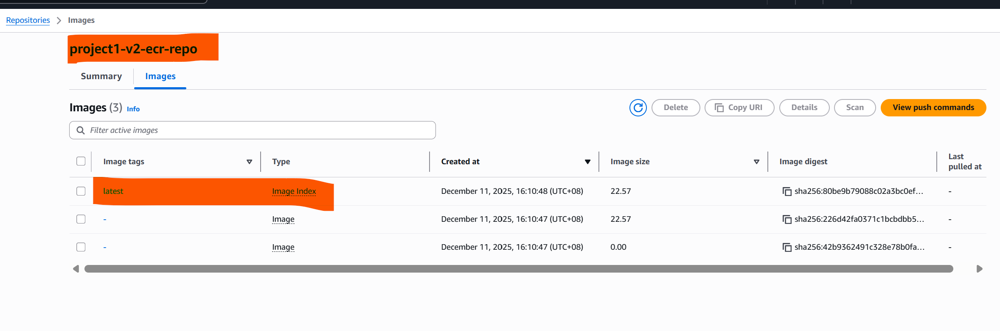 Repositories > Images
project1-v2-ecr-repo
Summary Images
Images (3) Info
Delete Copy URI Details Scan View push commands
Filter active images
Image tags Type Created at Image size Image digest Last pulled at
latest Image Index December 11, 2025, 16:10:48 (UTC+08) 22.57 sha256:80be9b79088c02a3bc0ef... -
- Image December 11, 2025, 16:10:47 (UTC+08) 22.57 sha256:226d42fa0371c1bcbdbb5... -
- Image December 11, 2025, 16:10:47 (UTC+08) 0.00 sha256:42b9362491c328e78b0fa... -